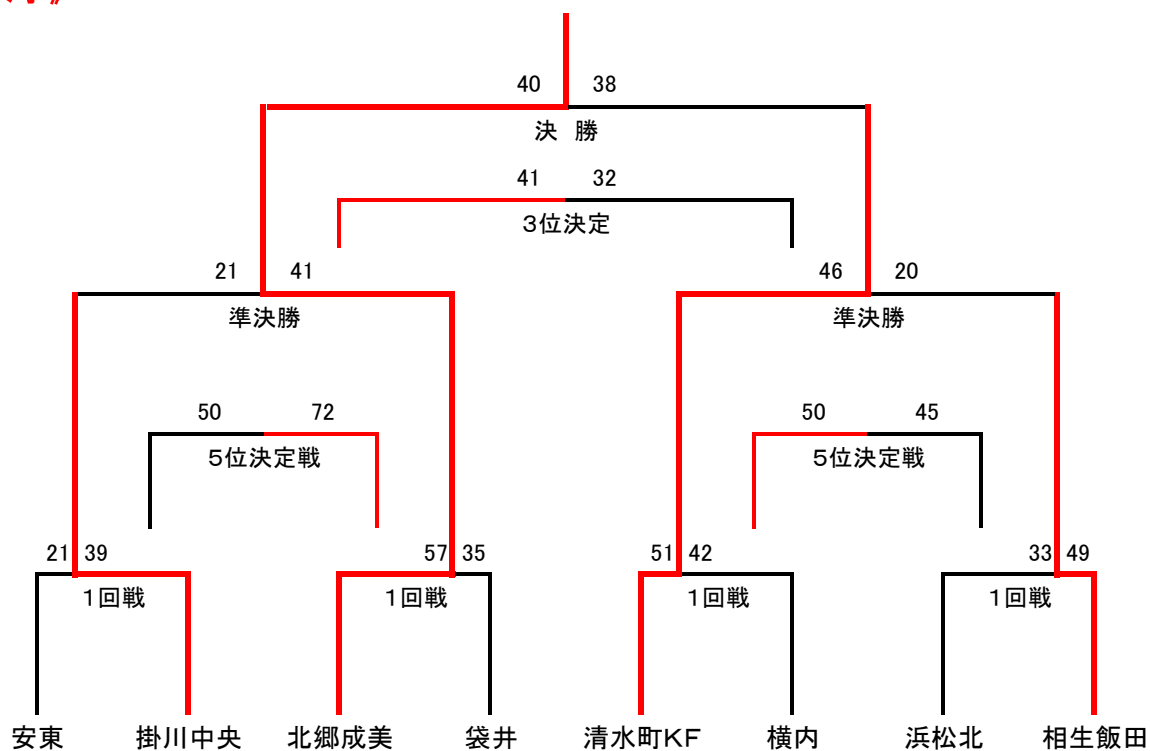 40 38
決 勝
41 32
3位決定
21 41 46 20
準決勝 準決勝
50 72 50 45
5位決定戦 5位決定戦
21 39 57 35 51 42 33 49
1回戦 1回戦 1回戦 1回戦
安東 掛川中央 北郷成美 袋井 清水町KF 横内 浜松北 相生飯田